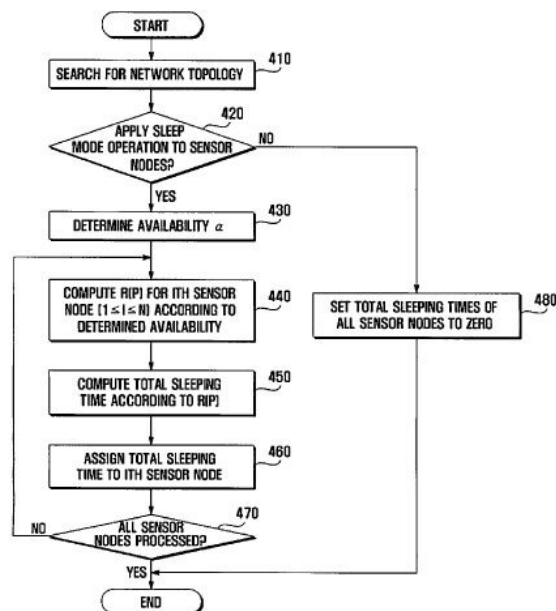 START
410
SEARCH FOR NETWORK TOPOLOGY
420
APPLY SLEEP
MODE OPERATION TO SENSOR
NODES?
NO
YES
430
DETERMINE AVAILABILITY α
COMPUTE R[P] FOR ITH SENSOR
NODE [1≤I≤N] ACCORDING TO
DETERMINED AVAILABILITY
440
SET TOTAL SLEEPING TIMES OF
ALL SENSOR NODES TO ZERO
480
COMPUTE TOTAL SLEEPING
TIME ACCORDING TO R[P]
450
ASSIGN TOTAL SLEEPING
TIME TO ITH SENSOR NODE
460
470
NO
ALL SENSOR
NODES PROCESSED?
YES
END